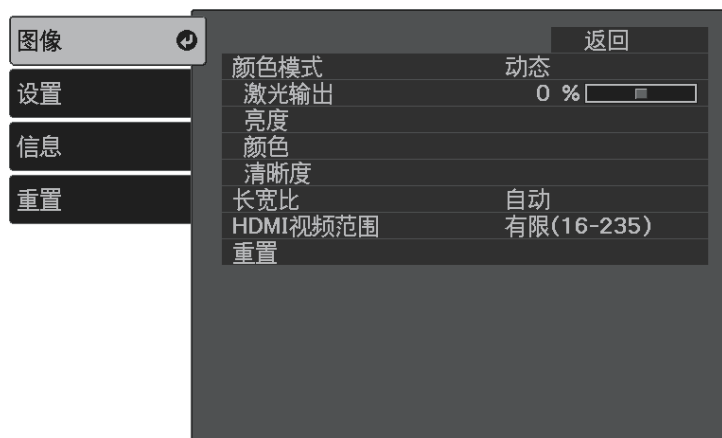 图像
设置
信息
重置
返回
颜色模式 动态
激光输出 0 %
亮度
颜色
清晰度
长宽比 自动
HDMI视频范围 有限(16-235)
重置